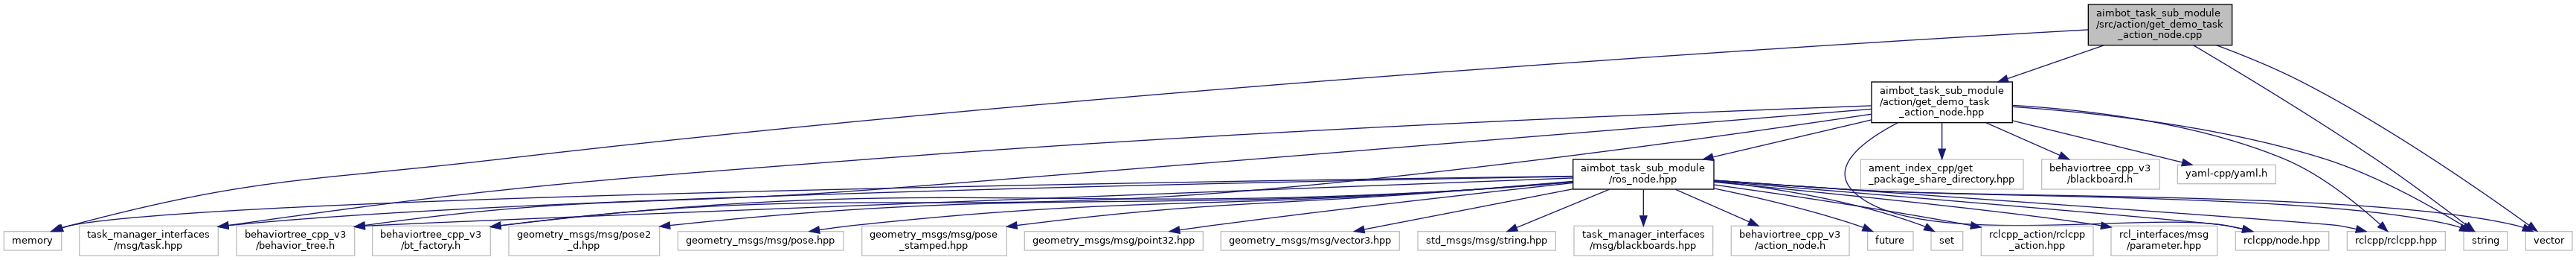 aimbot_task_sub_module
/src/action/get_demo_task
_action_node.cpp
aimbot_task_sub_module
/action/get_demo_task
_action_node.hpp
aimbot_task_sub_module
/ros_node.hpp
ament_index_cpp/get
_package_share_directory.hpp
behaviortree_cpp_v3
/blackboard.h
yaml-cpp/yaml.h
memory
task_manager_interfaces
/msg/task.hpp
behaviortree_cpp_v3
/behavior_tree.h
behaviortree_cpp_v3
/bt_factory.h
geometry_msgs/msg/pose2
_d.hpp
geometry_msgs/msg/pose.hpp
geometry_msgs/msg/pose
_stamped.hpp
geometry_msgs/msg/point32.hpp
geometry_msgs/msg/vector3.hpp
std_msgs/msg/string.hpp
task_manager_interfaces
/msg/blackboards.hpp
behaviortree_cpp_v3
/action_node.h
future
set
rclcpp_action/rclcpp
_action.hpp
rcl_interfaces/msg
/parameter.hpp
rclcpp/node.hpp
rclcpp/rclcpp.hpp
string
vector